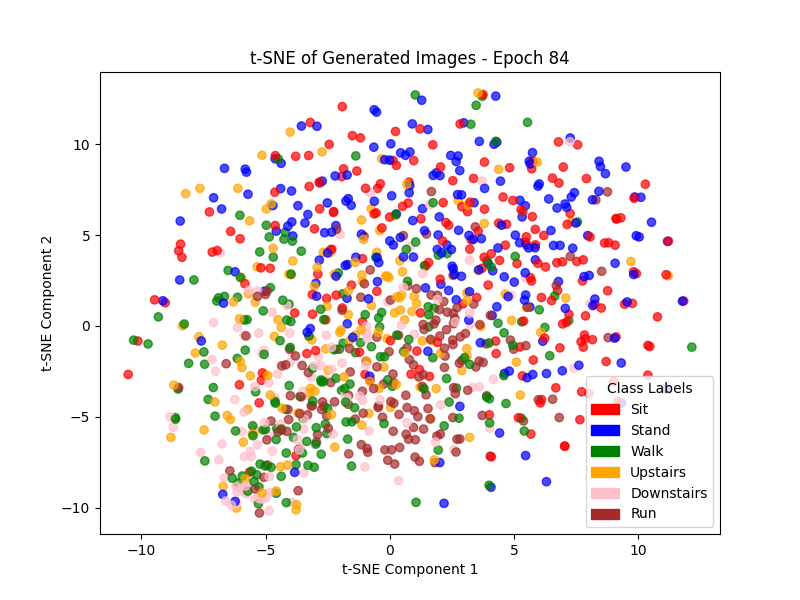 t-SNE of Generated Images - Epoch 84
10
5
0
−5
−10
t-SNE Component 2
−10
−5
0
5
10
t-SNE Component 1
Class Labels
Sit
Stand
Walk
Upstairs
Downstairs
Run